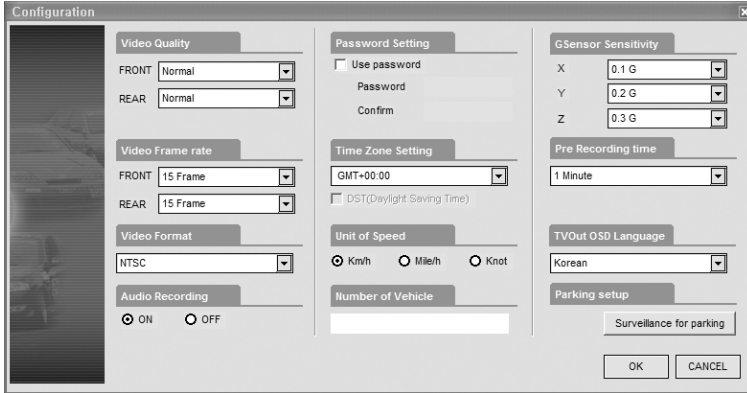 Configuration
Video Quality
FRONT Normal
REAR Normal
Video Frame rate
FRONT 15 Frame
REAR 15 Frame
Video Format
NTSC
Audio Recording
ON OFF
Password Setting
Use password
Password
Confirm
Time Zone Setting
GMT+00:00
DST(Daylight Saving Time)
Unit of Speed
Km/h Mile/h Knot
Number of Vehicle
GSensor Sensitivity
X 0.1 G
Y 0.2 G
Z 0.3 G
Pre Recording time
1 Minute
TVOut OSD Language
Korean
Parking setup
Surveillance for parking
OK CANCEL